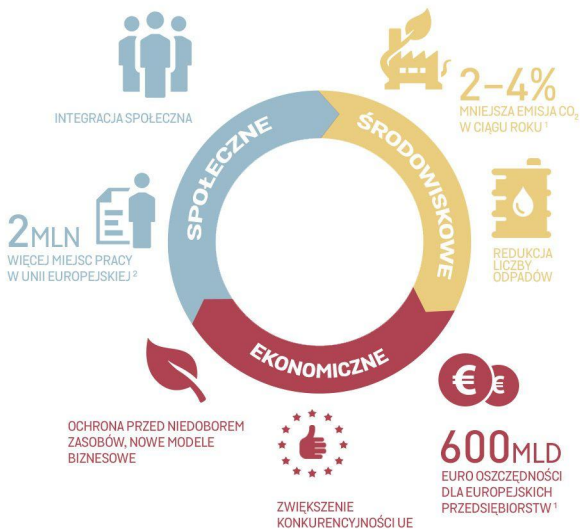 INTEGRACJA SPOŁECZNA
2–4%
MNIEJSZA EMISJA CO₂
W CIĄGU ROKU ¹
SPOŁECZNE
ŚRODOWISKOWE
2MLN
WIĘCEJ MIEJSC PRACY
W UNII EUROPEJSKIEJ ²
REDUKCJA
LICZBY
ODPADÓW
EKONOMICZNE
€ €
OCHRONA PRZED NIEDOBOREM
ZASOBÓW, NOWE MODELE
BIZNESOWE
600MLD
EURO OSZCZĘDNOŚCI
DLA EUROPEJSKICH
PRZEDSIĘBIORSTW ¹
ZWIĘKSZENIE
KONKURENCYJNOŚCI UE